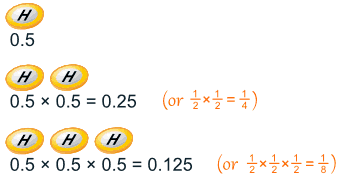 H
0.5
H H
0.5 × 0.5 = 0.25 (or 1/2 × 1/2 = 1/4)
H H H
0.5 × 0.5 × 0.5 = 0.125 (or 1/2 × 1/2 × 1/2 = 1/8)